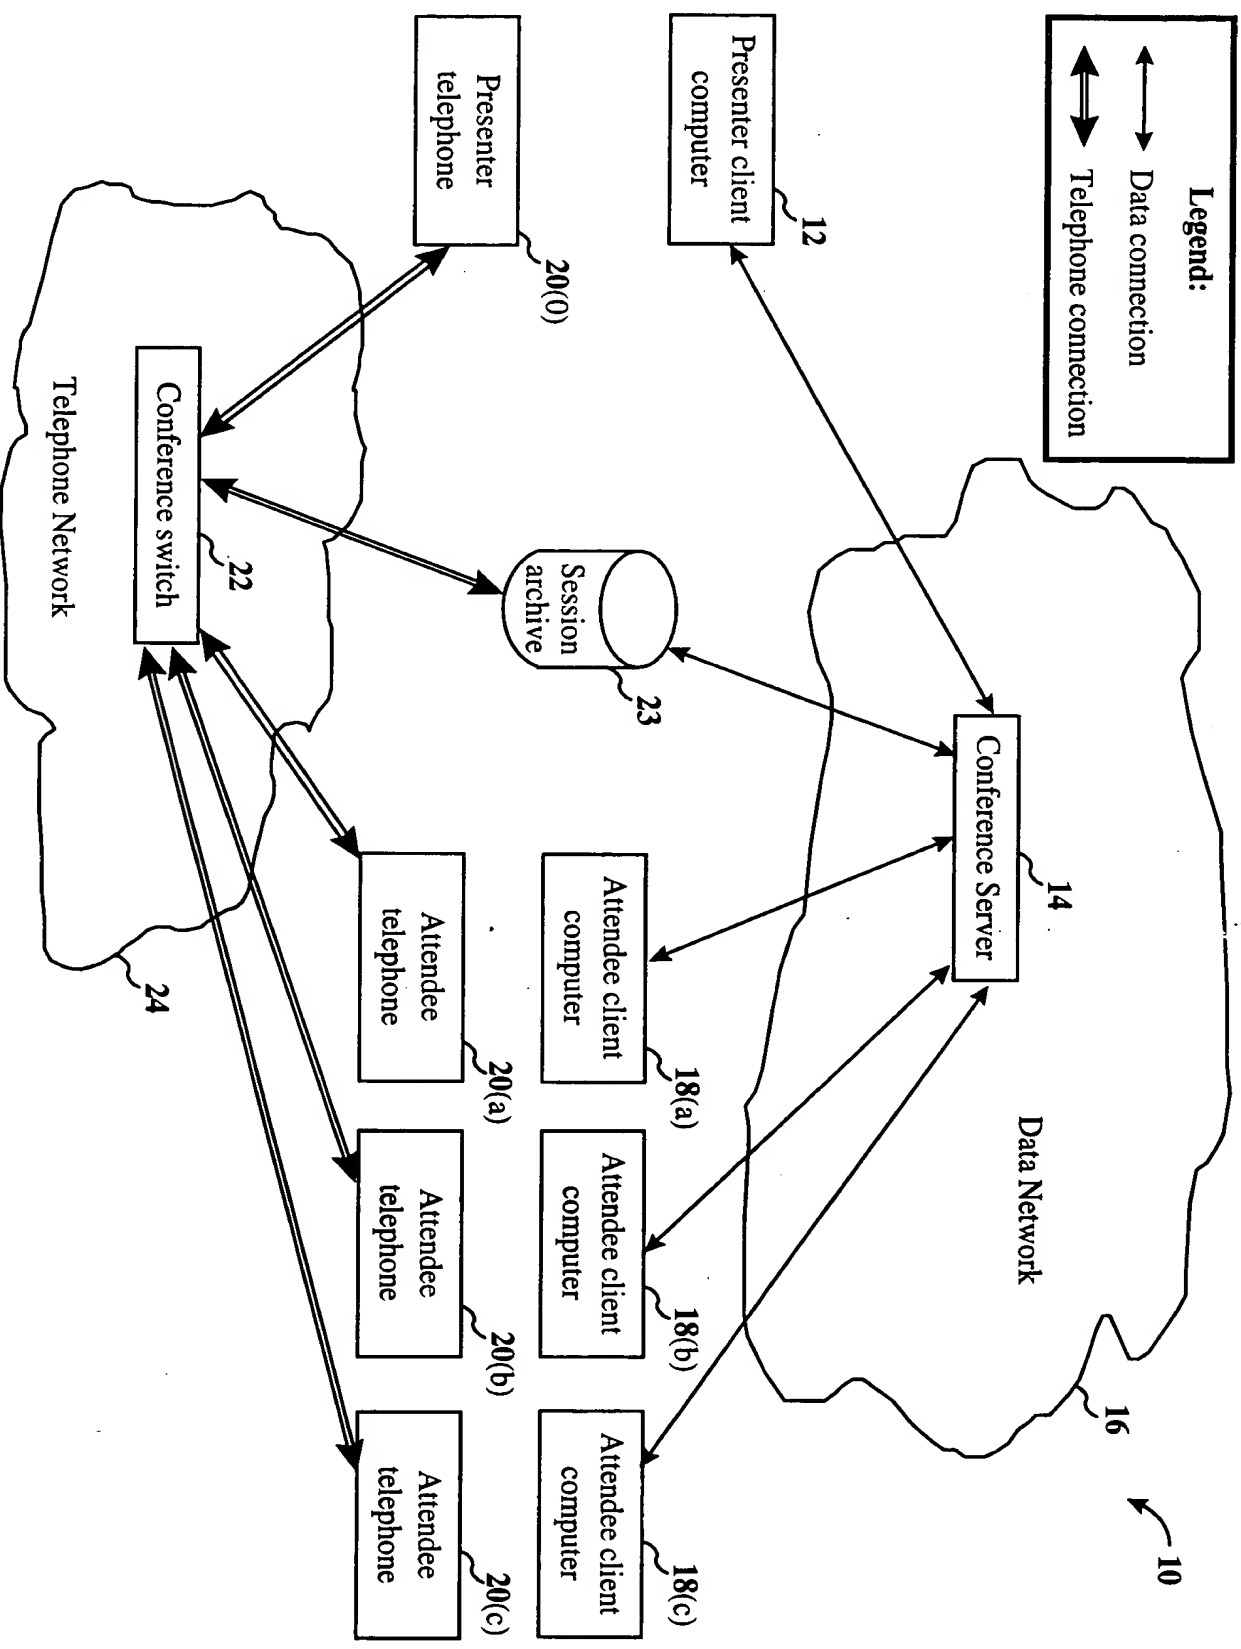 Legend:
Data connection
Telephone connection
10
16
Data Network
14
Conference Server
12
Presenter client
computer
Session
archive
23
18(a)
Attendee client
computer
18(b)
Attendee client
computer
18(c)
Attendee client
computer
20(0)
Presenter
telephone
20(a)
Attendee
telephone
20(b)
Attendee
telephone
20(c)
Attendee
telephone
22
Conference switch
24
Telephone Network